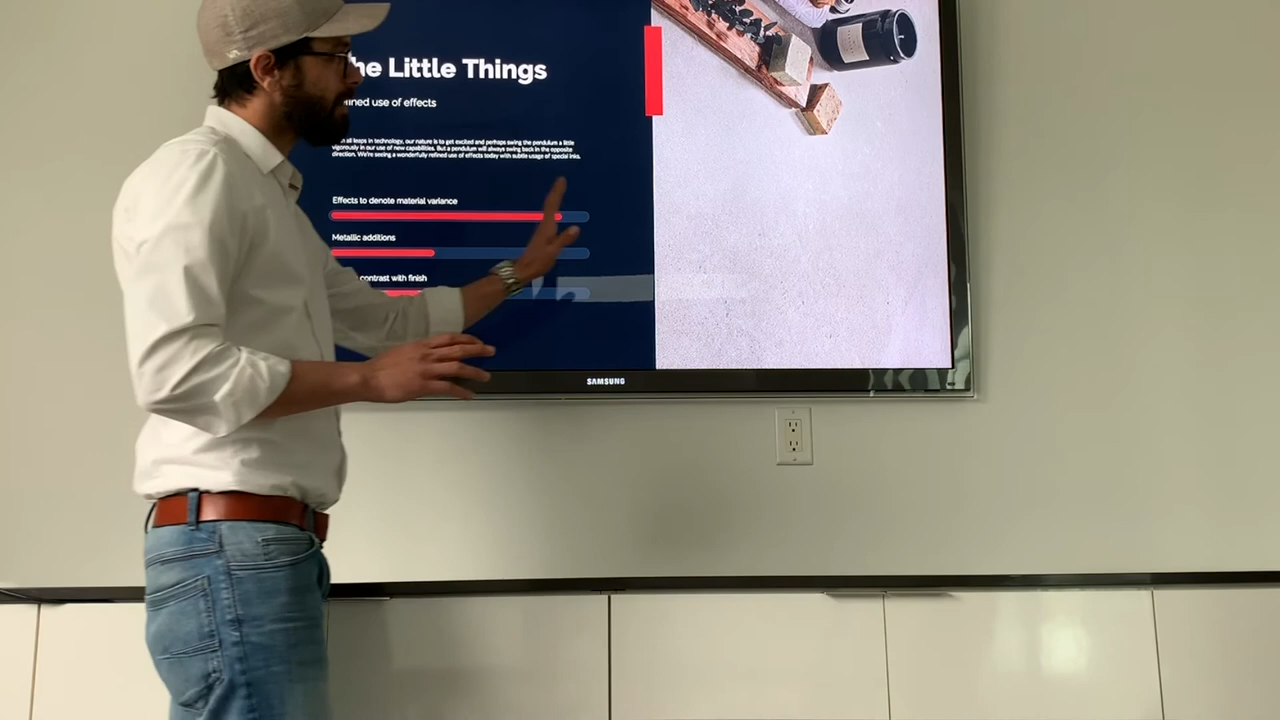 he Little Things
ined use of effects
all leaps in technology, our nature is to get excited and perhaps swing the pendulum a little
vigorously in our use of new capabilities. But a pendulum will always swing back in the opposite
direction. We're seeing a wonderfully refined use of effects today with subtle usage of special inks.
Effects to denote material variance
Metallic additions
contrast with finish
SAMSUNG